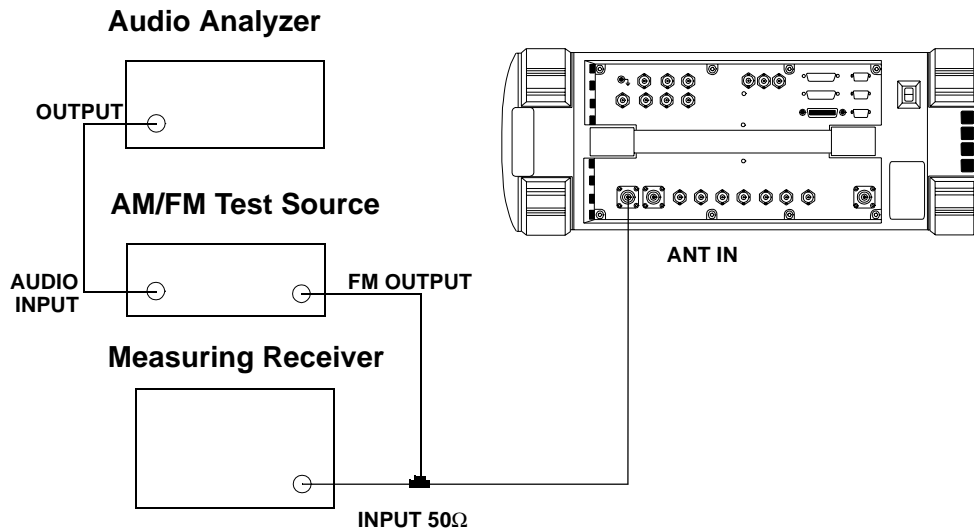 Audio Analyzer
OUTPUT
AM/FM Test Source
AUDIO
INPUT
FM OUTPUT
ANT IN
Measuring Receiver
INPUT 50Ω